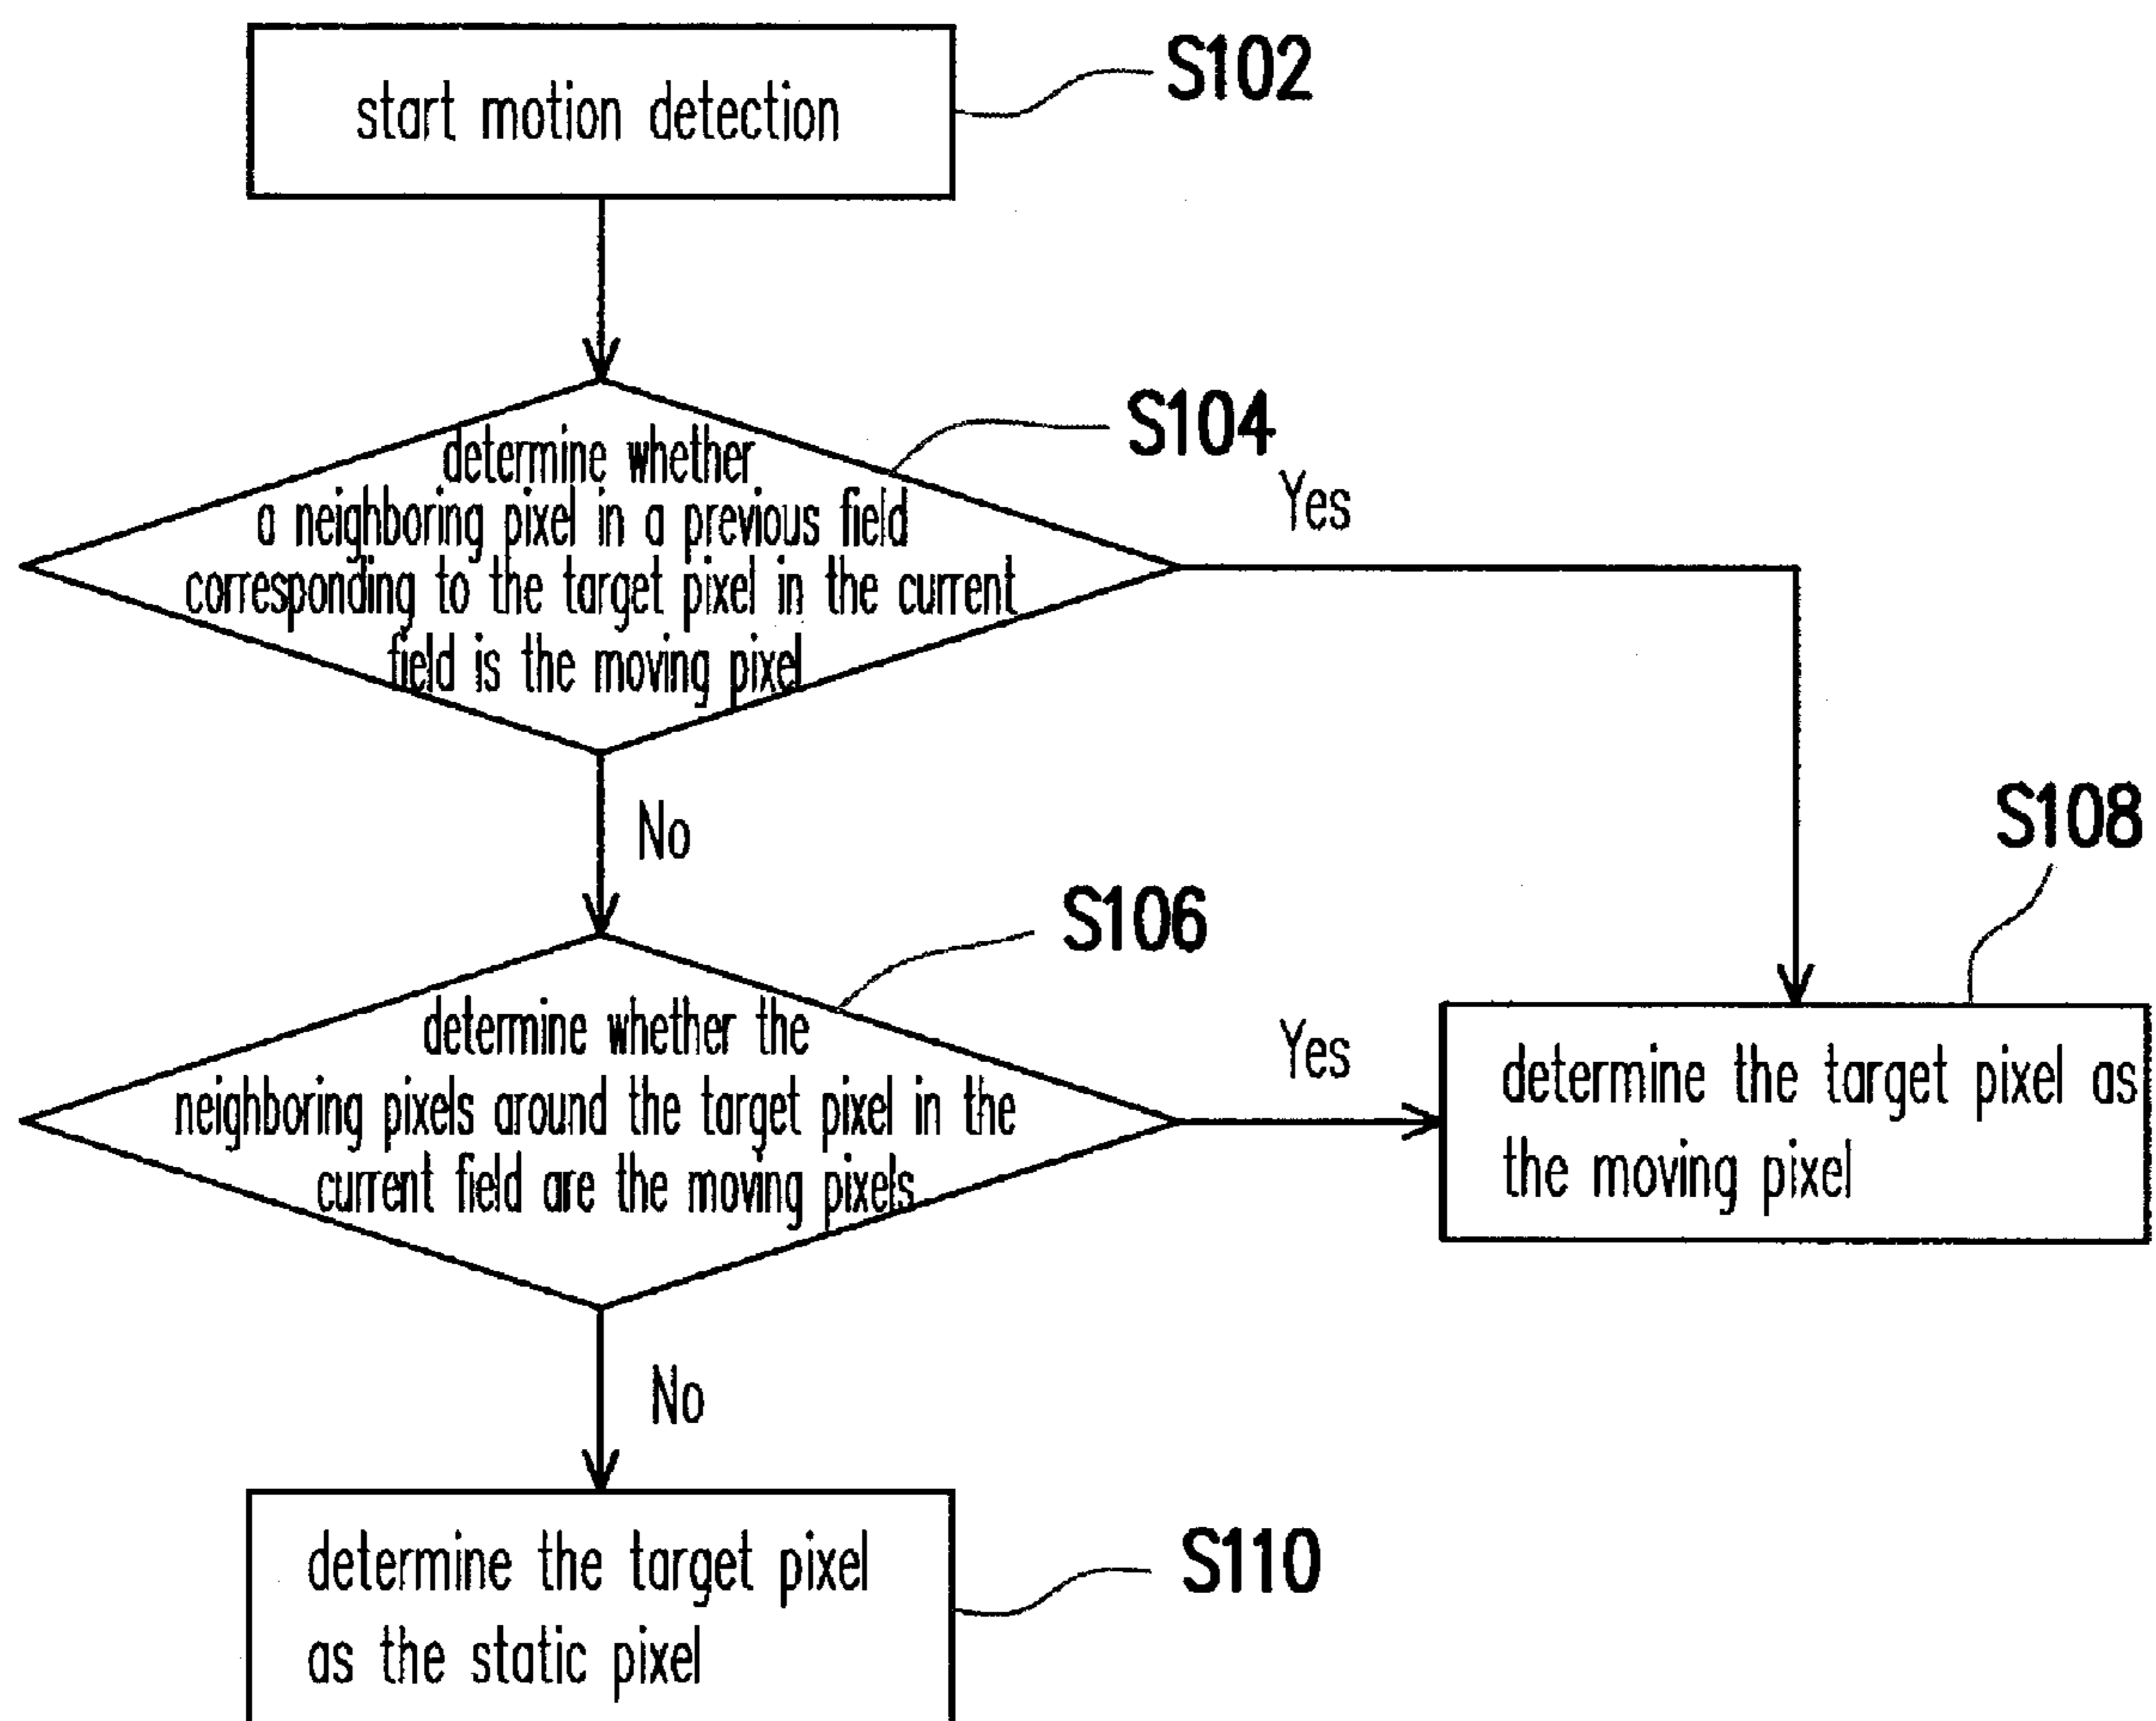 start motion detection
S102
determine whether
a neighboring pixel in a previous field
corresponding to the target pixel in the current
field is the moving pixel
S104
Yes
No
S108
determine whether the
neighboring pixels around the target pixel in the
current field are the moving pixels
S106
Yes
determine the target pixel as
the moving pixel
No
determine the target pixel
as the static pixel
S110